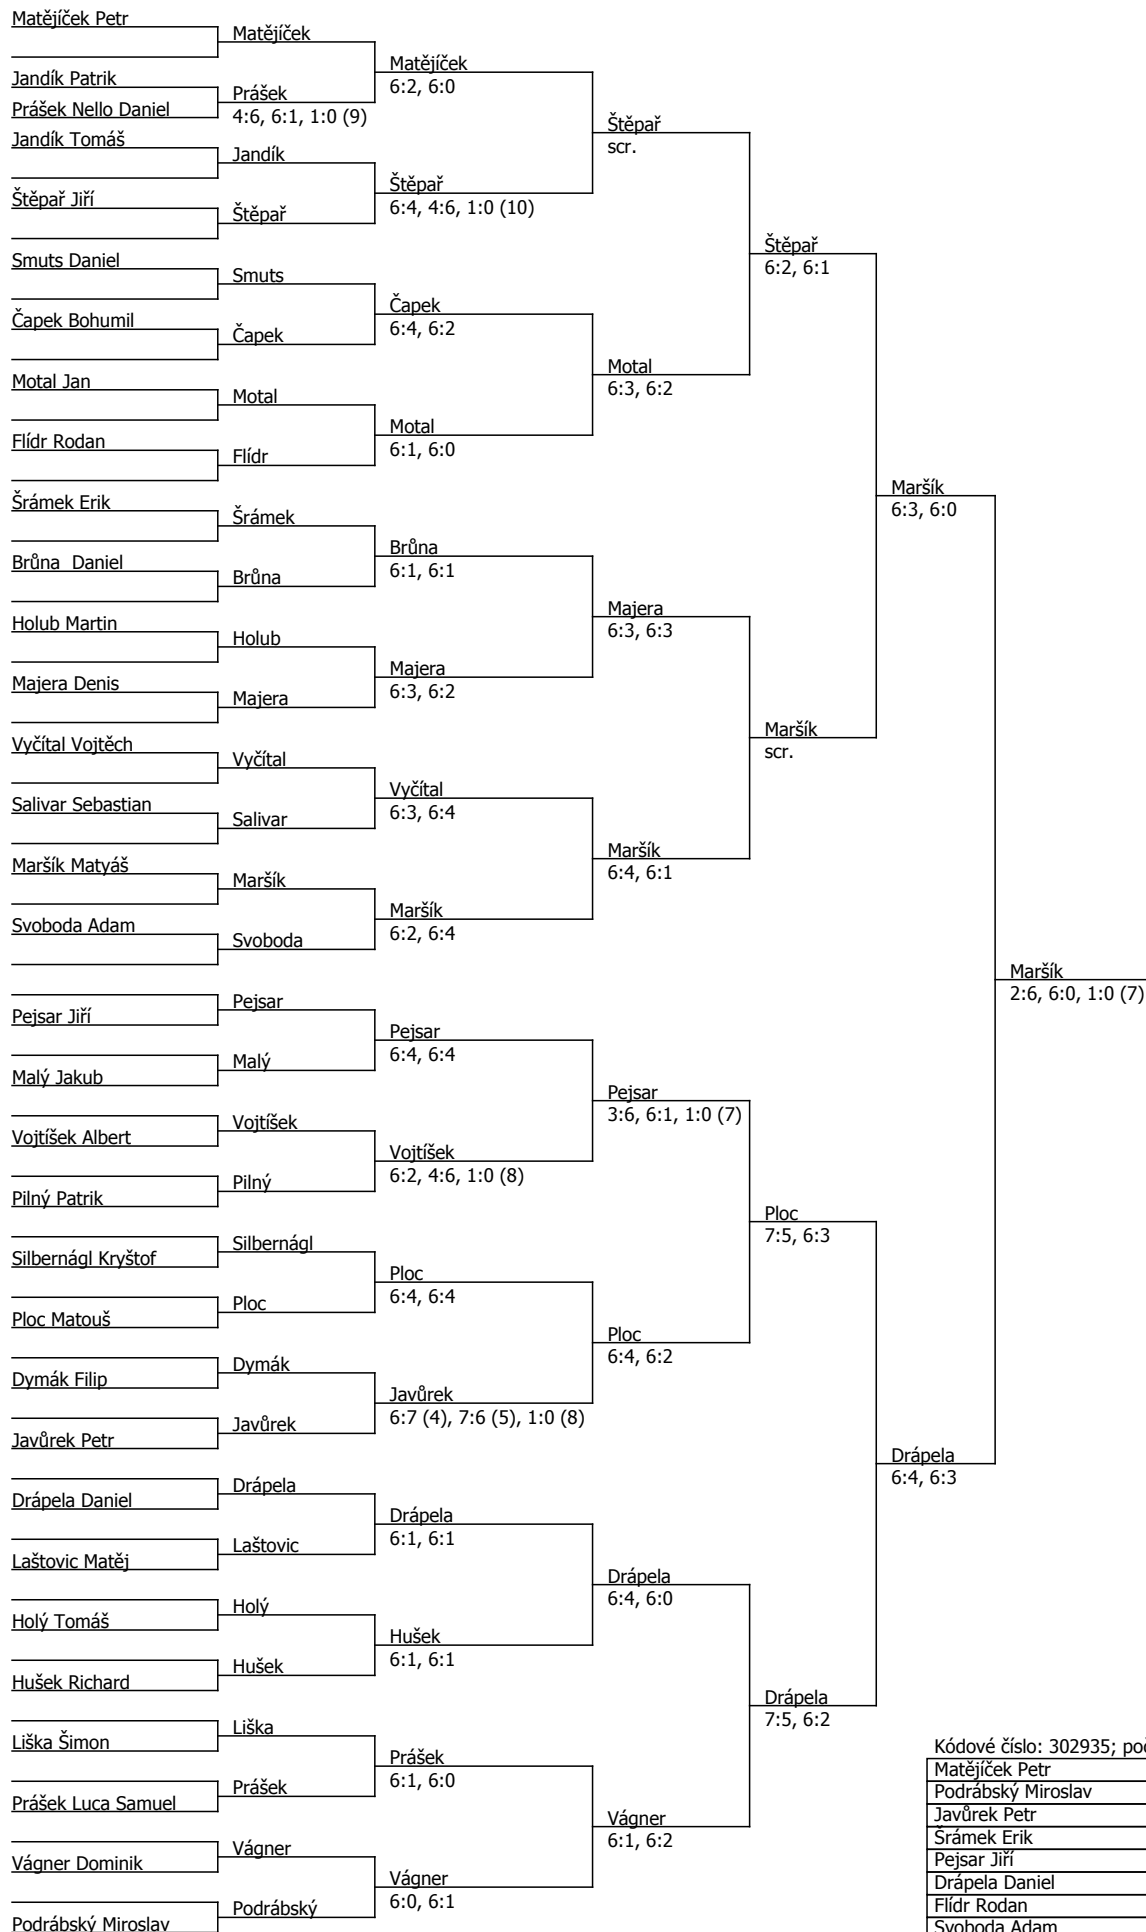 Matějíček Petr
Jandík Patrik
Prášek Nello Daniel
Jandík Tomáš
Štěpař Jiří
Smuts Daniel
Čapek Bohumil
Motal Jan
Flídr Rodan
Šrámek Erik
Brůna  Daniel
Holub Martin
Majera Denis
Vyčítal Vojtěch
Salivar Sebastian
Maršík Matyáš
Svoboda Adam
Pejsar Jiří
Malý Jakub
Vojtíšek Albert
Pilný Patrik
Silbernágl Kryštof
Ploc Matouš
Dymák Filip
Javůrek Petr
Drápela Daniel
Laštovic Matěj
Holý Tomáš
Hušek Richard
Liška Šimon
Prášek Luca Samuel
Vágner Dominik
Podrábský Miroslav
Matějíček
Prášek
4:6, 6:1, 1:0 (9)
Jandík
Štěpař
Smuts
Čapek
Motal
Flídr
Šrámek
Brůna
Holub
Majera
Vyčítal
Salivar
Maršík
Svoboda
Pejsar
Malý
Vojtíšek
Pilný
Silbernágl
Ploc
Dymák
Javůrek
Drápela
Laštovic
Holý
Hušek
Liška
Prášek
Vágner
Podrábský
Matějíček
6:2, 6:0
Štěpař
6:4, 4:6, 1:0 (10)
Čapek
6:4, 6:2
Motal
6:1, 6:0
Brůna
6:1, 6:1
Majera
6:3, 6:2
Vyčítal
6:3, 6:4
Maršík
6:2, 6:4
Pejsar
6:4, 6:4
Vojtíšek
6:2, 4:6, 1:0 (8)
Ploc
6:4, 6:4
Javůrek
6:7 (4), 7:6 (5), 1:0 (8)
Drápela
6:1, 6:1
Hušek
6:1, 6:1
Prášek
6:1, 6:0
Vágner
6:0, 6:1
Štěpař
scr.
Motal
6:3, 6:2
Majera
6:3, 6:3
Maršík
6:4, 6:1
Pejsar
3:6, 6:1, 1:0 (7)
Ploc
6:4, 6:2
Drápela
6:4, 6:0
Vágner
6:1, 6:2
Štěpař
6:2, 6:1
Maršík
scr.
Ploc
7:5, 6:3
Drápela
7:5, 6:2
Maršík
6:3, 6:0
Drápela
6:4, 6:3
Maršík
2:6, 6:0, 1:0 (7)
Kódové číslo: 302935;
Matějíček Petr
Podrábský Miroslav
Javůrek Petr
Šrámek Erik
Pejsar Jiří
Drápela Daniel
Flídr Rodan
Svoboda Adam